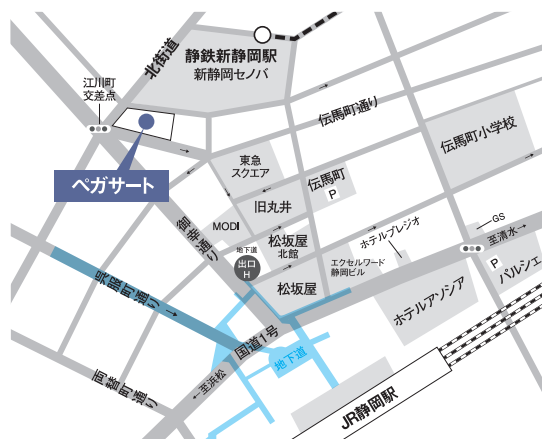 北街道
静鉄新静岡駅
新静岡セノバ
江川町
交差点
伝馬町通り
伝馬町小学校
東急
スクエア
伝馬町
P
ペガサート
旧丸井
御幸通り
MODI
松坂屋
北館
ホテルプレジオ
GS
至清水→
地下道
出口
H
エクセルワード
静岡ビル
P
パルシェ
松坂屋
呉服町通り →
ホテルアソシア
国道1号
地下道
←至浜松
両替町通り
JR静岡駅